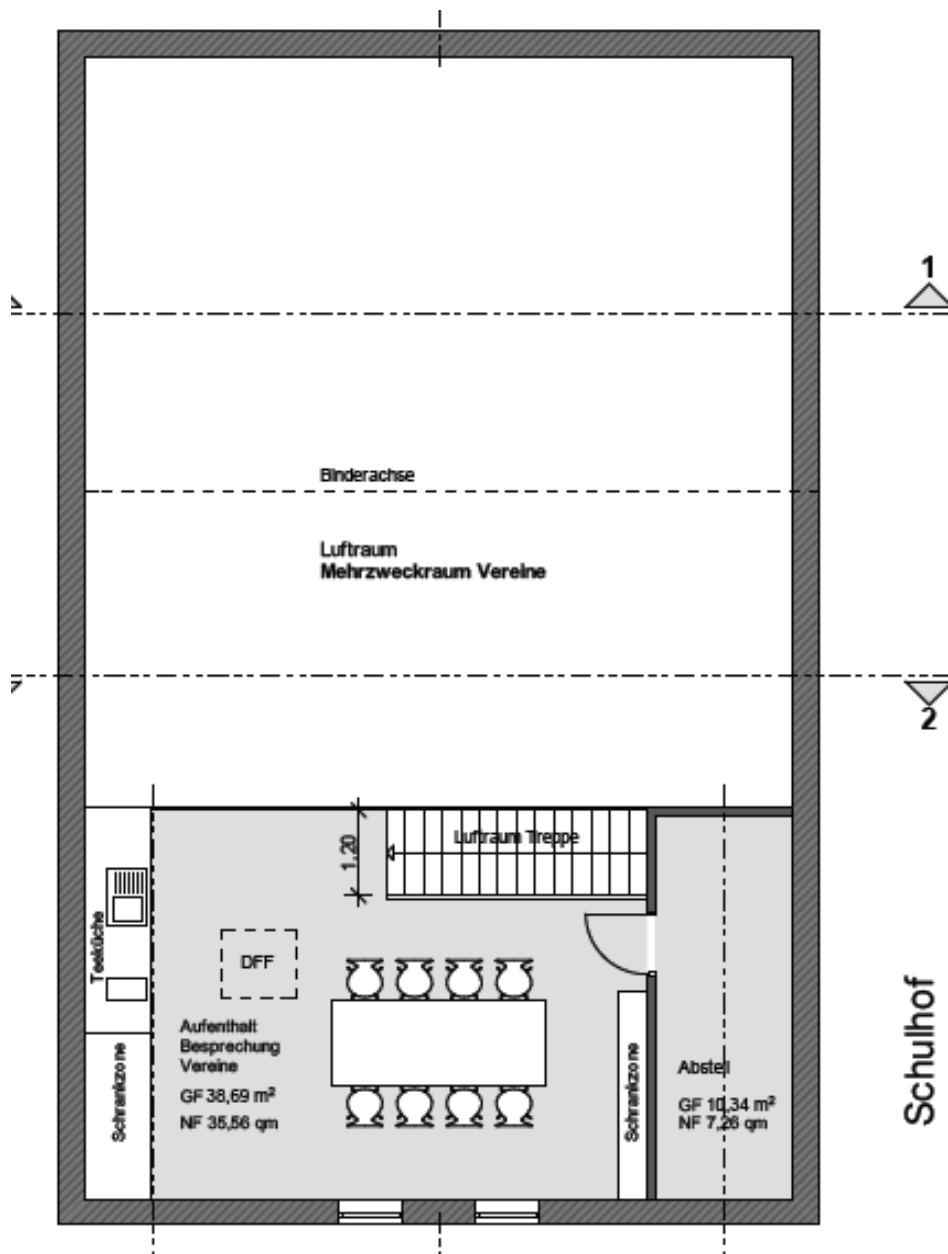 1
Binderachse
Luftraum
Mehrzweckraum Vereine
2
Luftraum Treppe
1,20
Teeküche
DFF
Aufenthalt
Besprechung
Vereine
GF 38,69 m²
NF 35,56 qm
Schrankzone
Schrankzone
Abstell
GF 10,34 m²
NF 7,26 qm
Schulhof